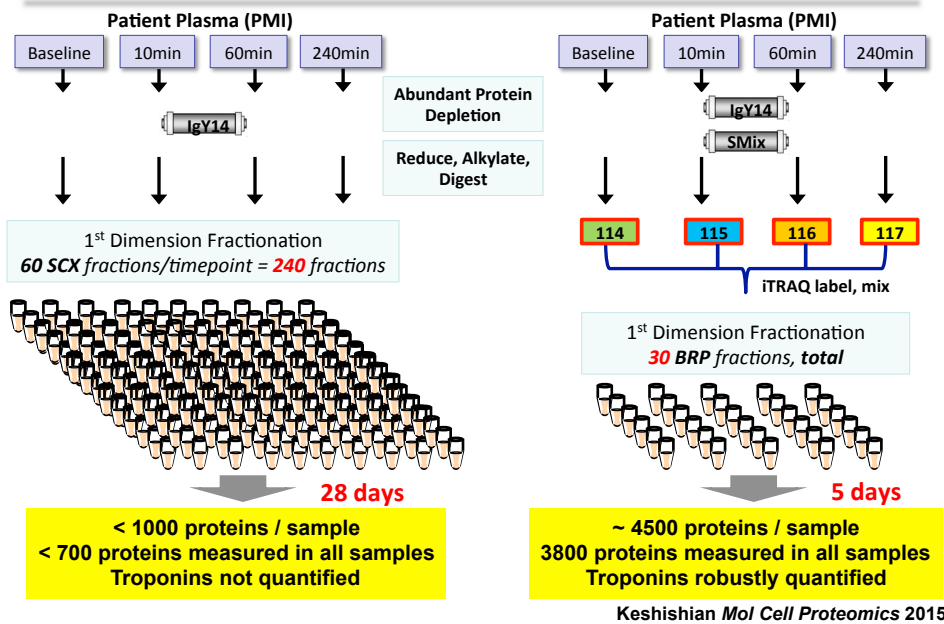 Patient Plasma (PMI)
Baseline
10min
60min
240min
IgY14
Abundant Protein
Depletion
Reduce, Alkylate,
Digest
1st Dimension Fractionation
60 SCX fractions/timepoint = 240 fractions
28 days
< 1000 proteins / sample
< 700 proteins measured in all samples
Troponins not quantified
Patient Plasma (PMI)
Baseline
10min
60min
240min
IgY14
SMix
114
115
116
117
iTRAQ label, mix
1st Dimension Fractionation
30 BRP fractions, total
5 days
~ 4500 proteins / sample
3800 proteins measured in all samples
Troponins robustly quantified
Keshishian Mol Cell Proteomics 2015